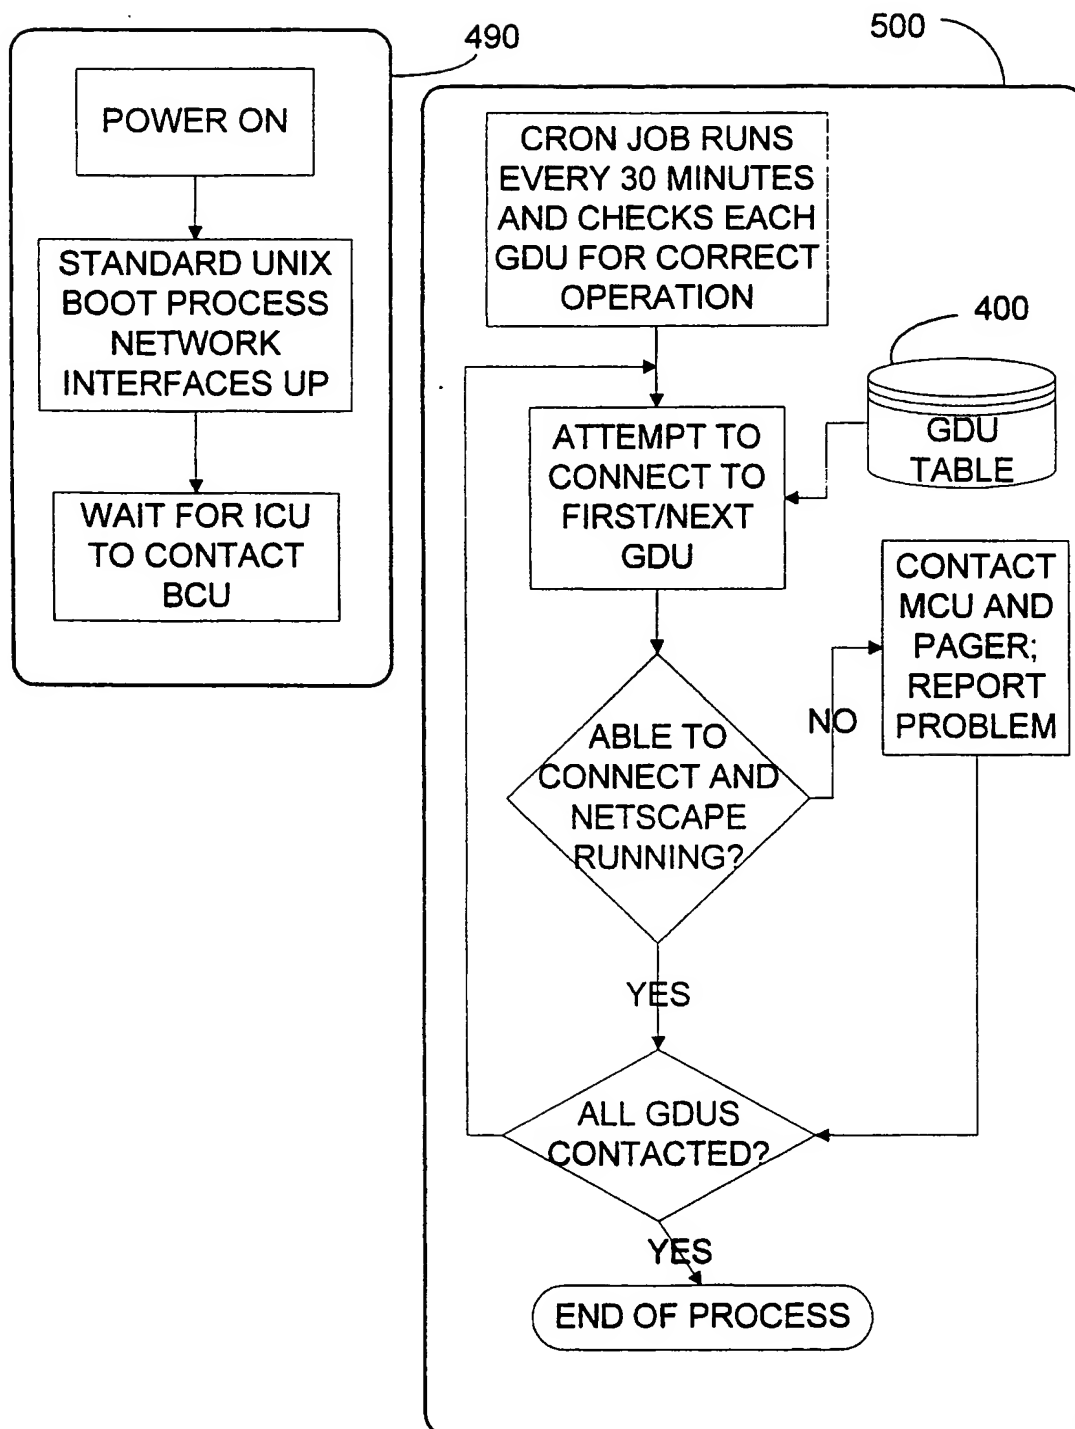 490
POWER ON
STANDARD UNIX
BOOT PROCESS
NETWORK
INTERFACES UP
WAIT FOR ICU
TO CONTACT
BCU
500
CRON JOB RUNS
EVERY 30 MINUTES
AND CHECKS EACH
GDU FOR CORRECT
OPERATION
400
GDU
TABLE
ATTEMPT TO
CONNECT TO
FIRST/NEXT
GDU
CONTACT
MCU AND
PAGER;
REPORT
PROBLEM
NO
ABLE TO
CONNECT AND
NETSCAPE
RUNNING?
YES
ALL GDUS
CONTACTED?
YES
END OF PROCESS